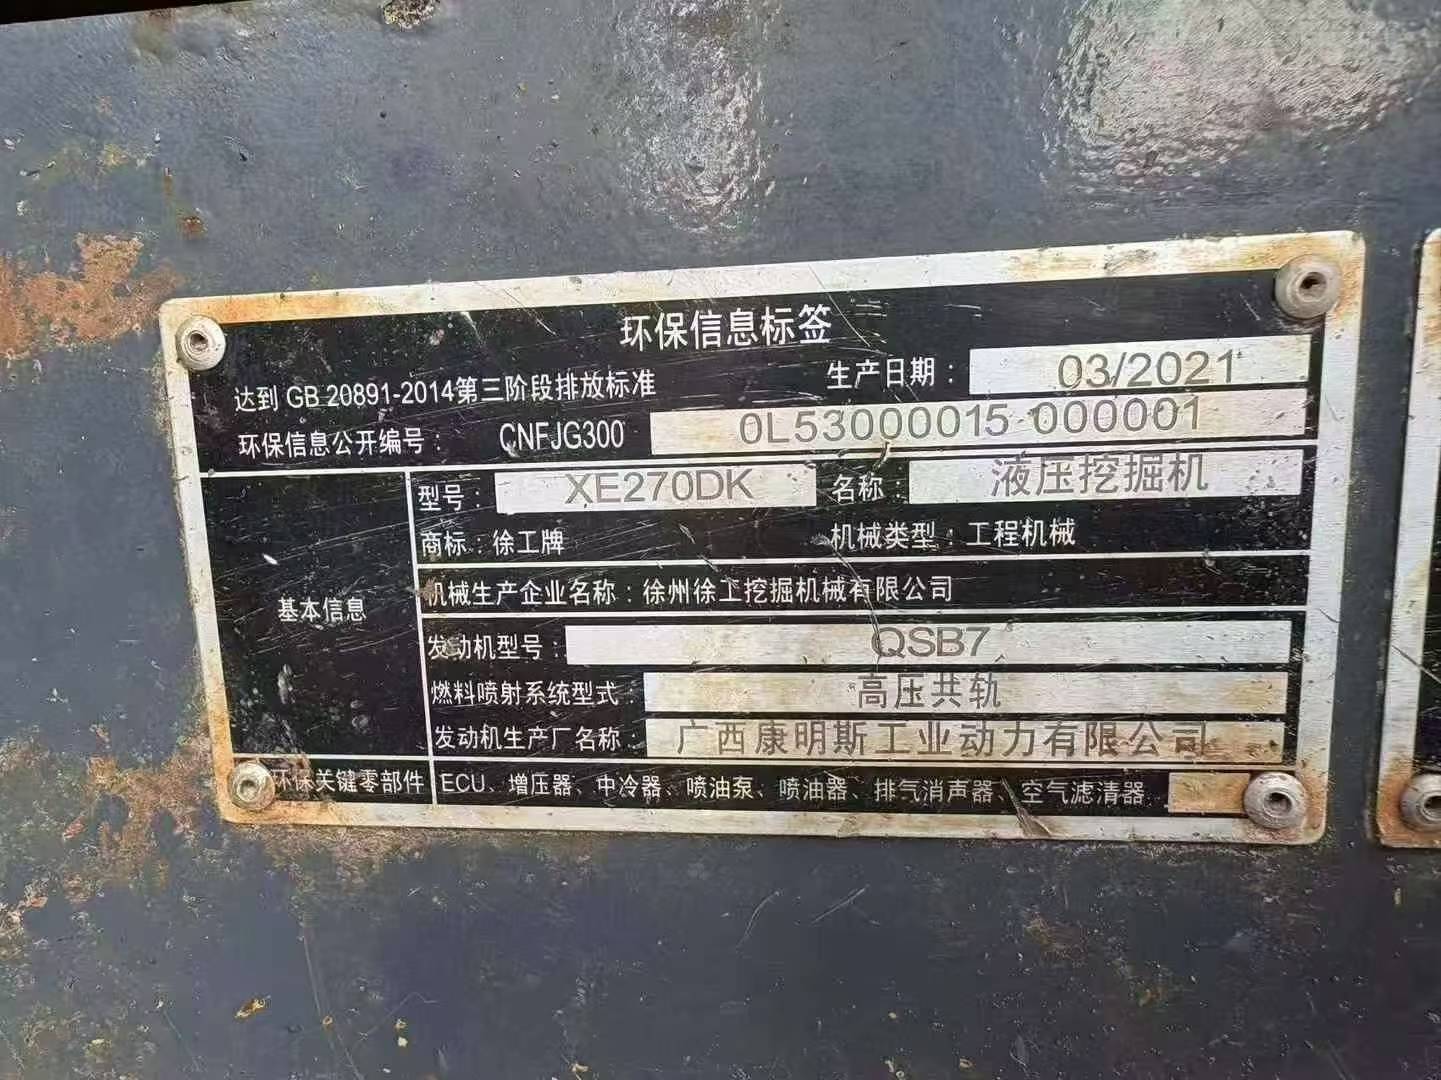 环保信息标签
达到 GB 20891-2014第三阶段排放标准
生产日期： 03/2021
环保信息公开编号： CNFJG300 0L53000015 000001
基本信息
型号： XE270DK 名称： 液压挖掘机
商标：徐工牌 机械类型：工程机械
机械生产企业名称：徐州徐工挖掘机械有限公司
发动机型号： QSB7
燃料喷射系统型式： 高压共轨
发动机生产厂名称： 广西康明斯工业动力有限公司
环保关键零部件 ECU、增压器、中冷器、喷油泵、喷油器、排气消声器、空气滤清器